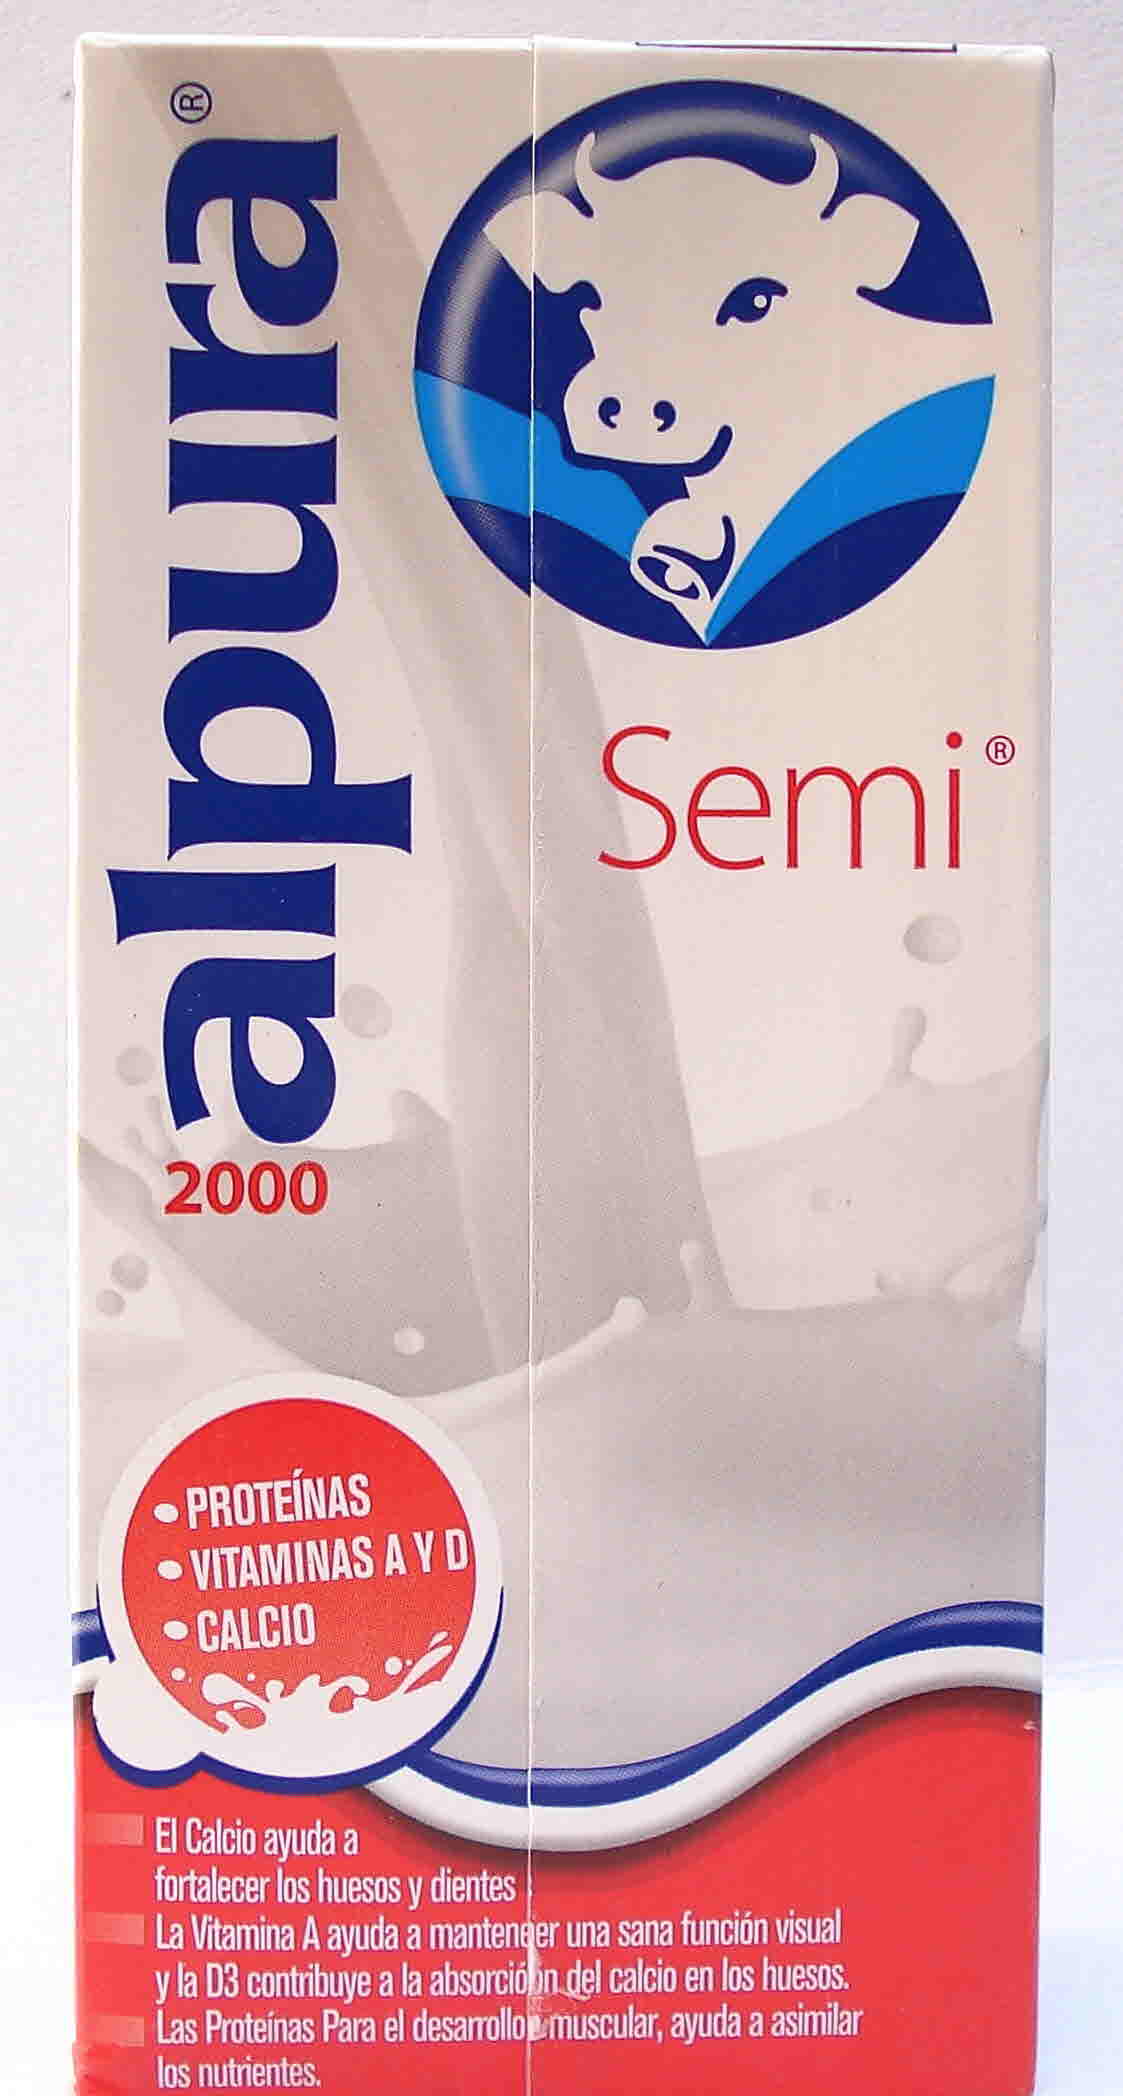 alpura®
2000
Semi®
• PROTEÍNAS
• VITAMINAS A Y D
• CALCIO
El Calcio ayuda a
fortalecer los huesos y dientes
La Vitamina A ayuda a mantener una sana función visual
y la D3 contribuye a la absorción del calcio en los huesos.
Las Proteínas Para el desarrollo muscular, ayuda a asimilar
los nutrientes.